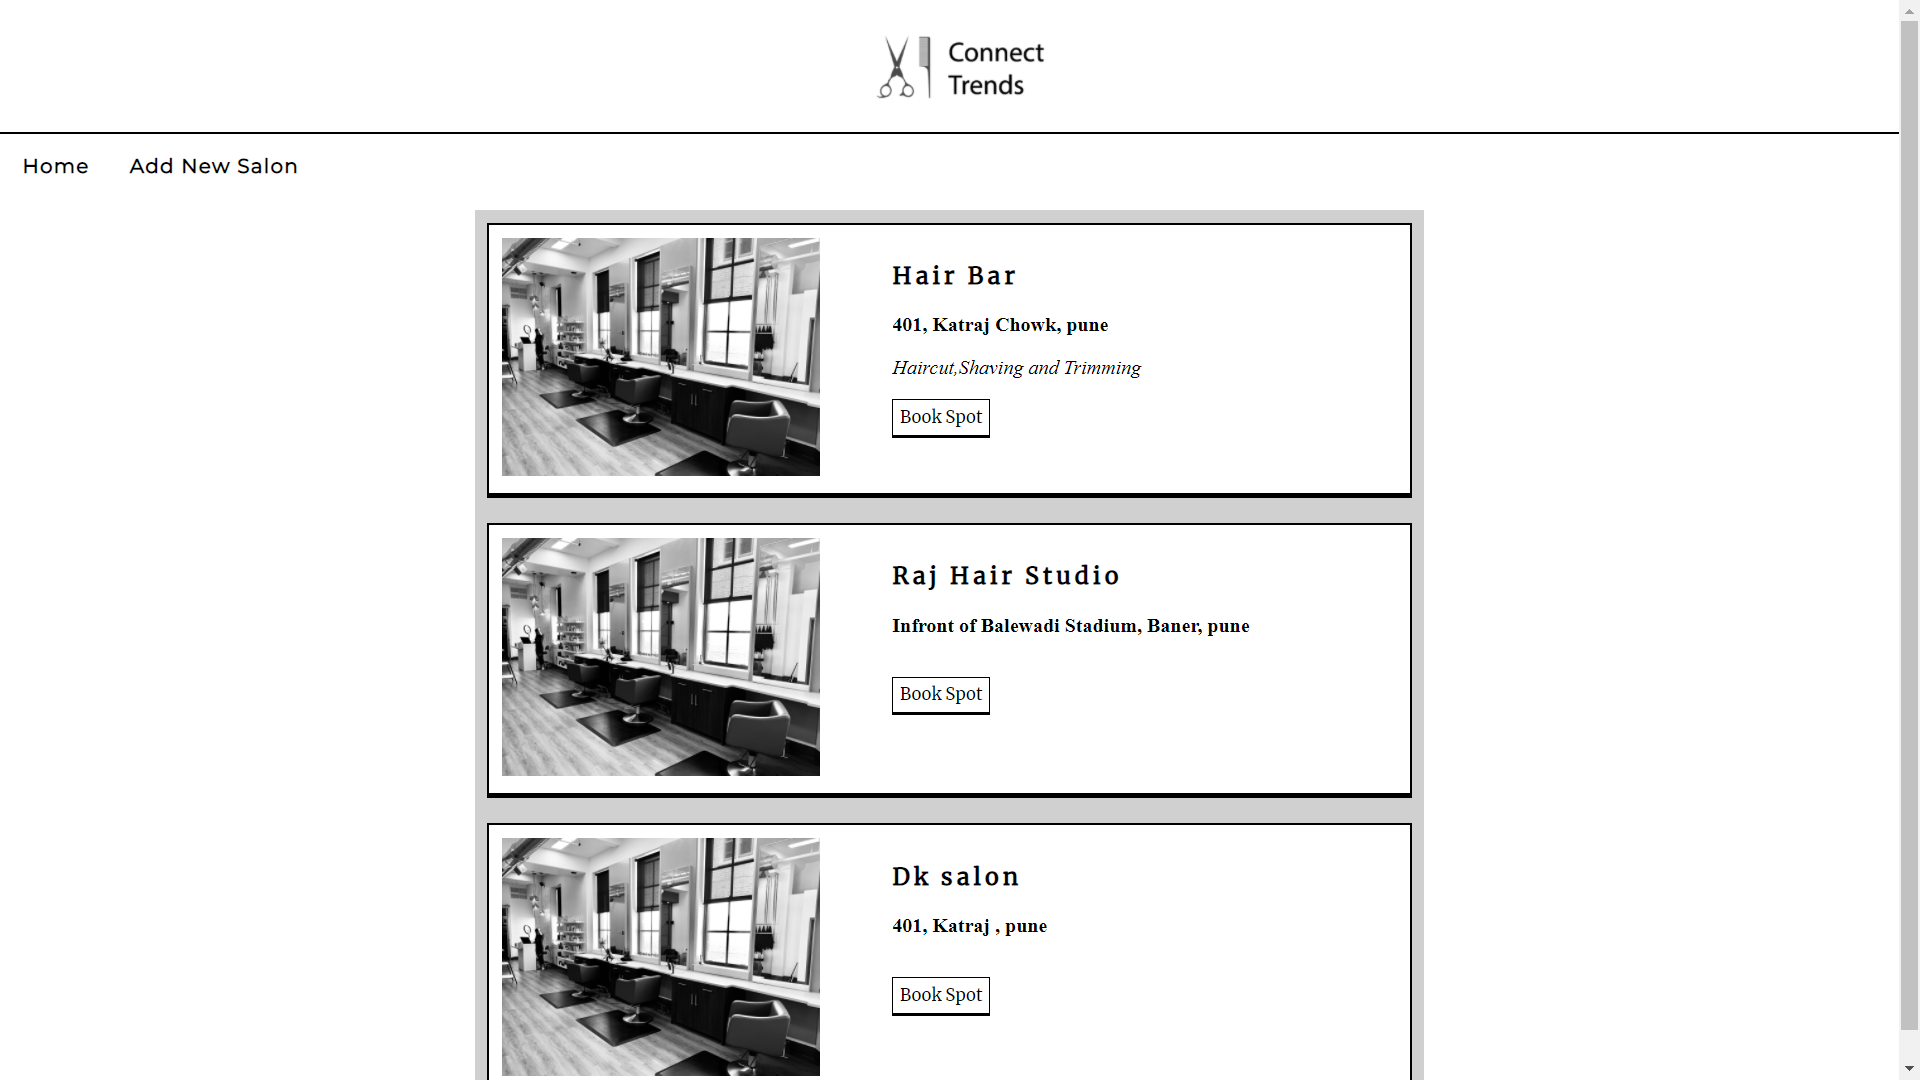 Connect
Trends
Home
Add New Salon
Hair Bar
401, Katraj Chowk, pune
Haircut,Shaving and Trimming
Book Spot
Raj Hair Studio
Infront of Balewadi Stadium, Baner, pune
Book Spot
Dk salon
401, Katraj , pune
Book Spot